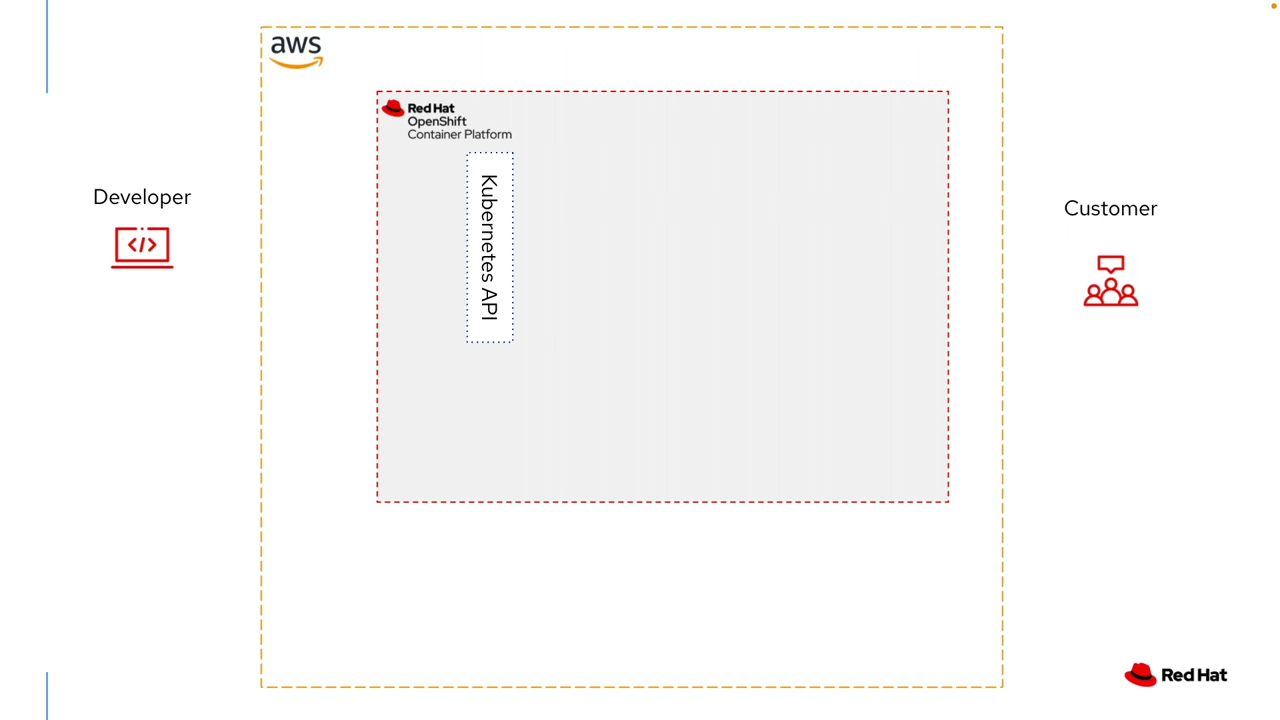 aws
Red Hat
OpenShift
Container Platform
Kubernetes API
Developer
</>
Customer
Red Hat